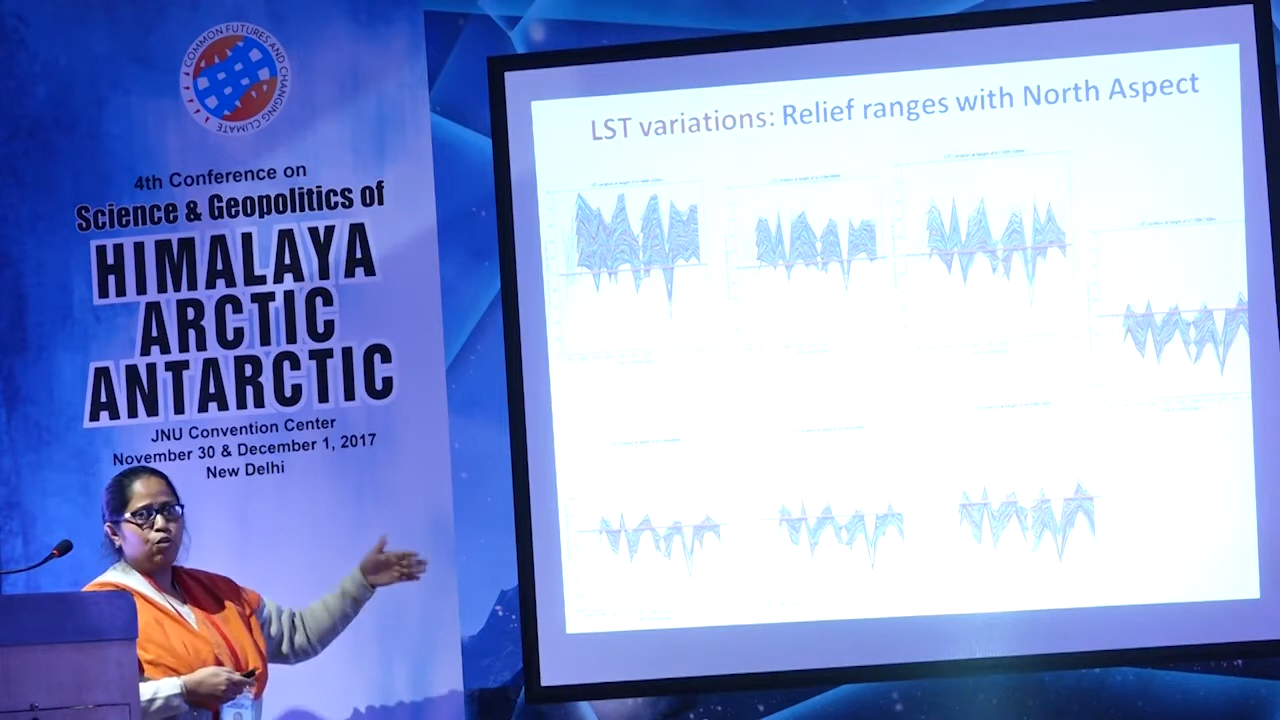 COMMON FUTURES AND CHANGING CLIMATE
4th Conference on
Science & Geopolitics of
HIMALAYA
ARCTIC
ANTARCTIC
JNU Convention Center
November 30 & December 1, 2017
New Delhi
LST variations: Relief ranges with North Aspect